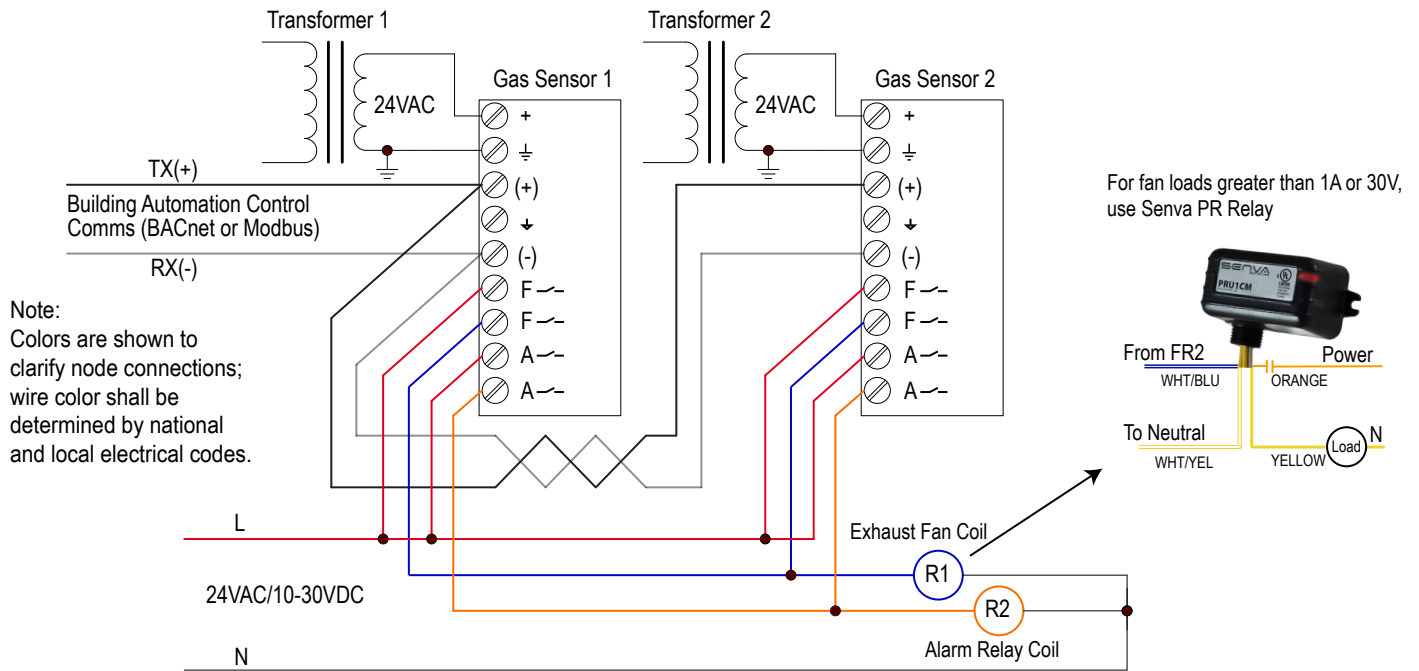 Transformer 1
Transformer 2
Gas Sensor 1
Gas Sensor 2
24VAC
24VAC
+
(+)
(-)
F
F
A
A
+
(+)
(-)
F
F
A
A
TX(+)
Building Automation Control
Comms (BACnet or Modbus)
RX(-)
Note:
Colors are shown to
clarify node connections;
wire color shall be
determined by national
and local electrical codes.
L
24VAC/10-30VDC
N
Exhaust Fan Coil
R1
R2
Alarm Relay Coil
For fan loads greater than 1A or 30V,
use Senva PR Relay
SENVA
PRU1CM
From FR2
WHT/BLU
Power
ORANGE
To Neutral
WHT/YEL
YELLOW
Load
N